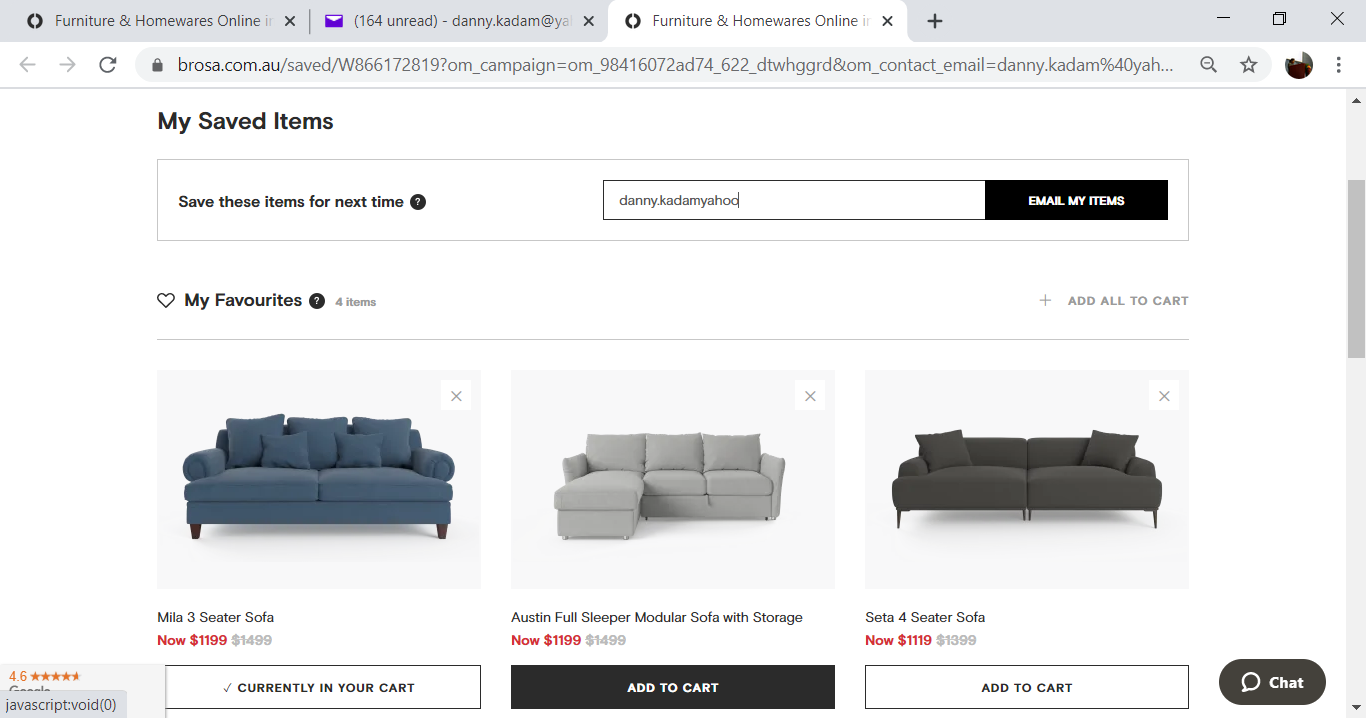 Furniture & Homewares Online in
(164 unread) - danny.kadam@ya
Furniture & Homewares Online in
brosa.com.au/saved/W866172819?om_campaign=om_98416072ad74_622_dtwhggrd&om_contact_email=danny.kadam%40yah...
My Saved Items
Save these items for next time ?
danny.kadamyahoo
EMAIL MY ITEMS
My Favourites ? 4 items
+ ADD ALL TO CART
Mila 3 Seater Sofa
Now $1199 $1499
✓ CURRENTLY IN YOUR CART
Austin Full Sleeper Modular Sofa with Storage
Now $1199 $1499
ADD TO CART
Seta 4 Seater Sofa
Now $1119 $1399
ADD TO CART
4.6 ★★★★★
Google
javascript:void(0)
Chat